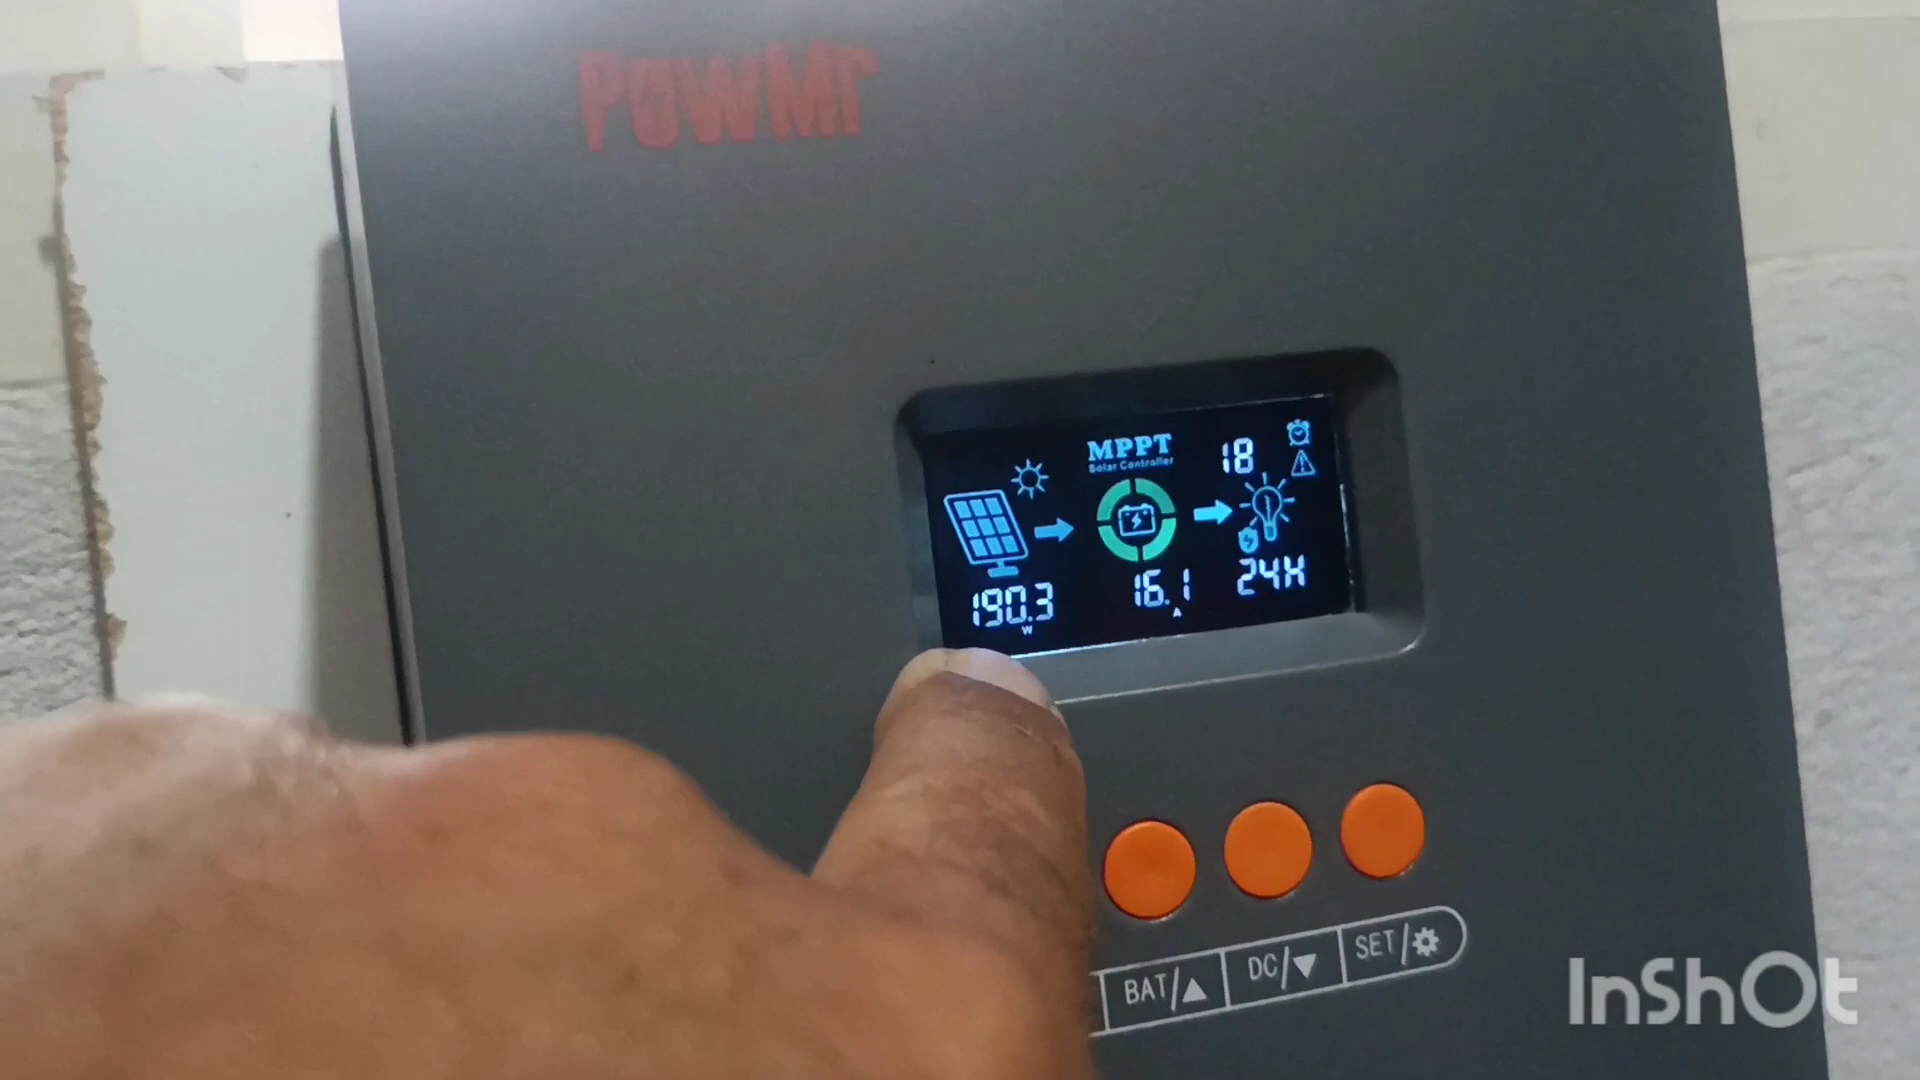 PowMr
MPPT
Solar Controller
18
190.3
W
16.1
A
24H
BAT/▲
DC/▼
SET/
InShOt